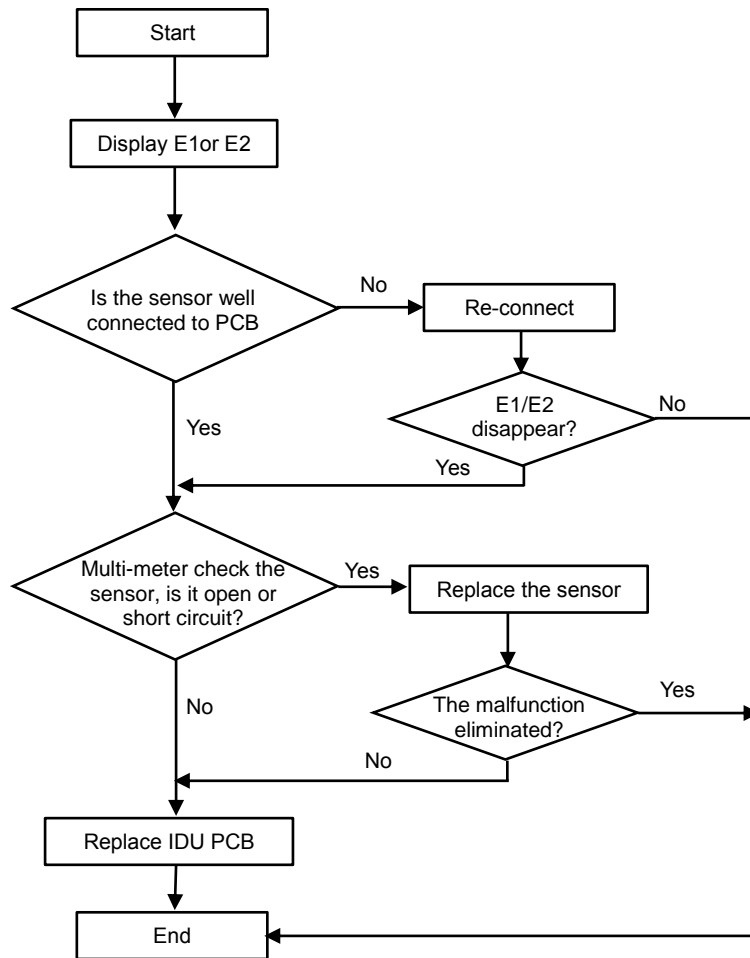 Start
Display E1or E2
Is the sensor well
connected to PCB
No
Re-connect
E1/E2
disappear?
No
Yes
Yes
Multi-meter check the
sensor, is it open or
short circuit?
Yes
Replace the sensor
The malfunction
eliminated?
Yes
No
No
Replace IDU PCB
End